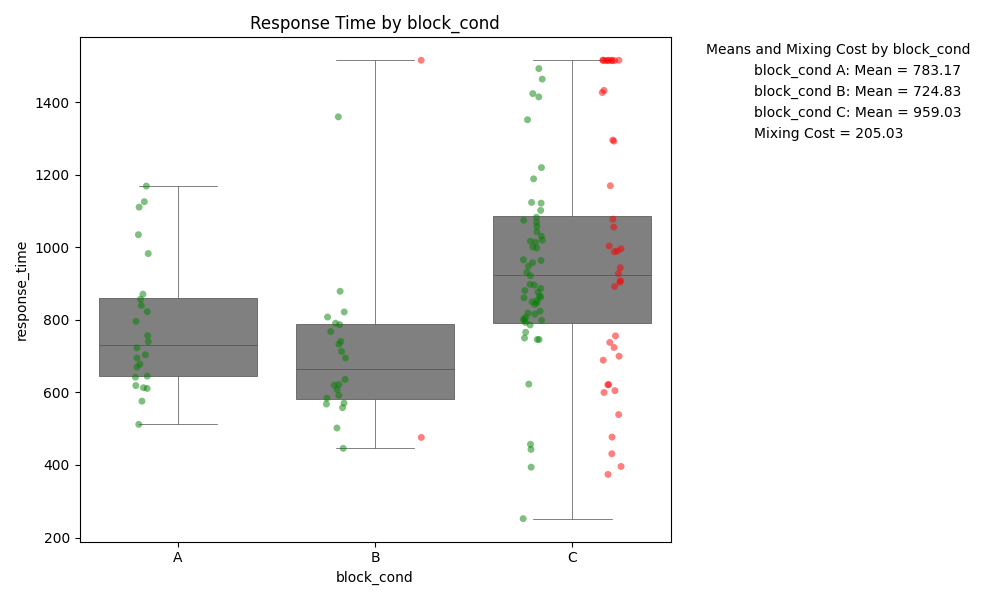 Response Time by block_cond
Means and Mixing Cost by block_cond
block_cond A: Mean = 783.17
block_cond B: Mean = 724.83
block_cond C: Mean = 959.03
Mixing Cost = 205.03
response_time
1400
1200
1000
800
600
400
200
A
B
C
block_cond